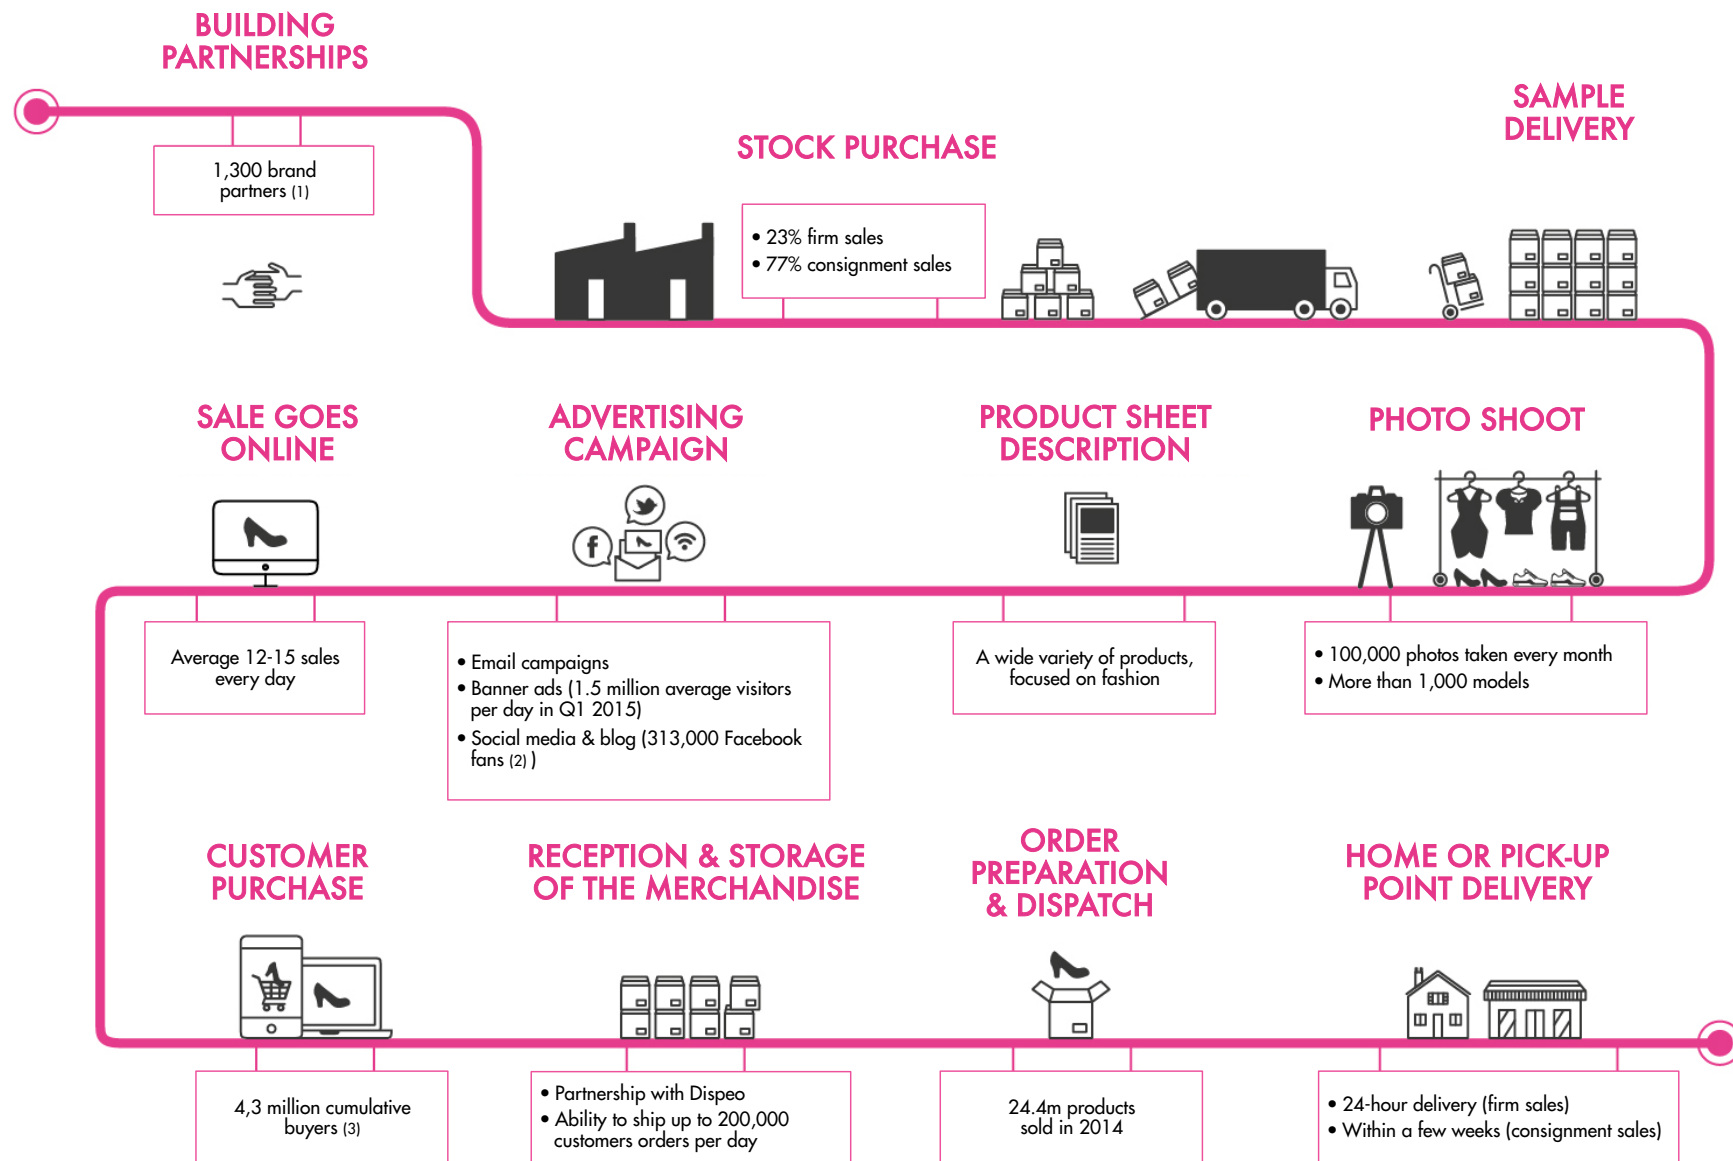 BUILDING
PARTNERSHIPS
1,300 brand
partners (1)
STOCK PURCHASE
• 23% firm sales
• 77% consignment sales
SAMPLE
DELIVERY
SALE GOES
ONLINE
Average 12-15 sales
every day
ADVERTISING
CAMPAIGN
f
• Email campaigns
• Banner ads (1.5 million average visitors
per day in Q1 2015)
• Social media & blog (313,000 Facebook
fans (2) )
PRODUCT SHEET
DESCRIPTION
A wide variety of products,
focused on fashion
PHOTO SHOOT
• 100,000 photos taken every month
• More than 1,000 models
CUSTOMER
PURCHASE
4,3 million cumulative
buyers (3)
RECEPTION & STORAGE
OF THE MERCHANDISE
• Partnership with Dispeo
• Ability to ship up to 200,000
customers orders per day
ORDER
PREPARATION
& DISPATCH
24.4m products
sold in 2014
HOME OR PICK-UP
POINT DELIVERY
• 24-hour delivery (firm sales)
• Within a few weeks (consignment sales)